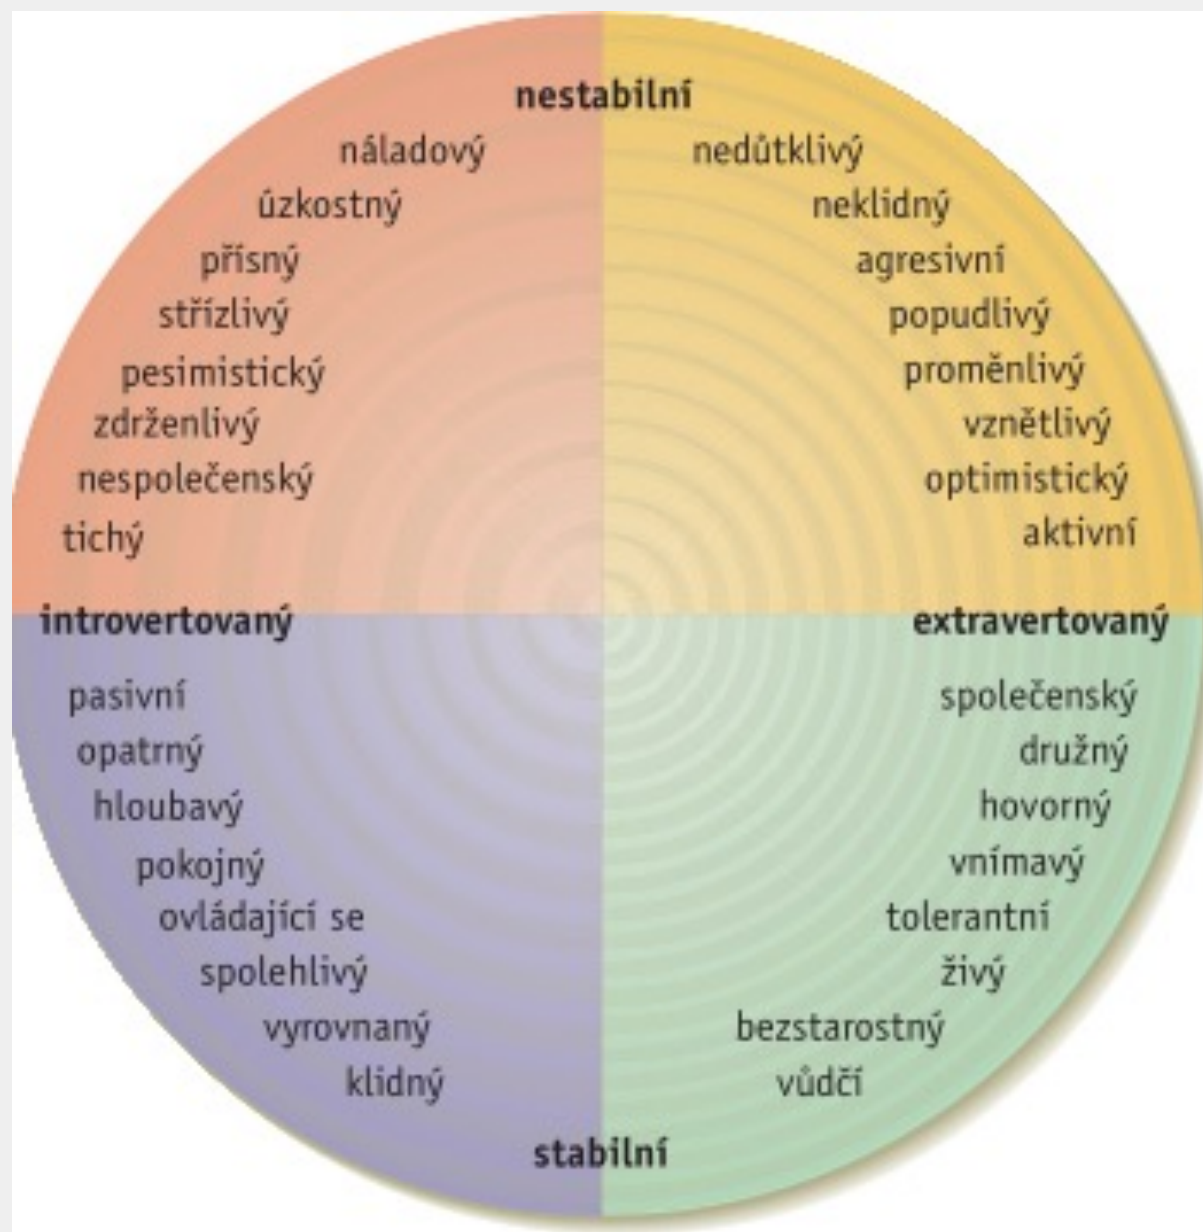 nestabilní
náladový
úzkostný
přísný
střízlivý
pesimistický
zdrženlivý
nespolečenský
tichý
nedůtklivý
neklidný
agresivní
popudlivý
proměnlivý
vznětlivý
optimistický
aktivní
introvertovaný
extravertovaný
pasivní
opatrný
hloubavý
pokojný
ovládající se
spolehlivý
vyrovnaný
klidný
společenský
družný
hovorný
vnímavý
tolerantní
živý
bezstarostný
vůdčí
stabilní